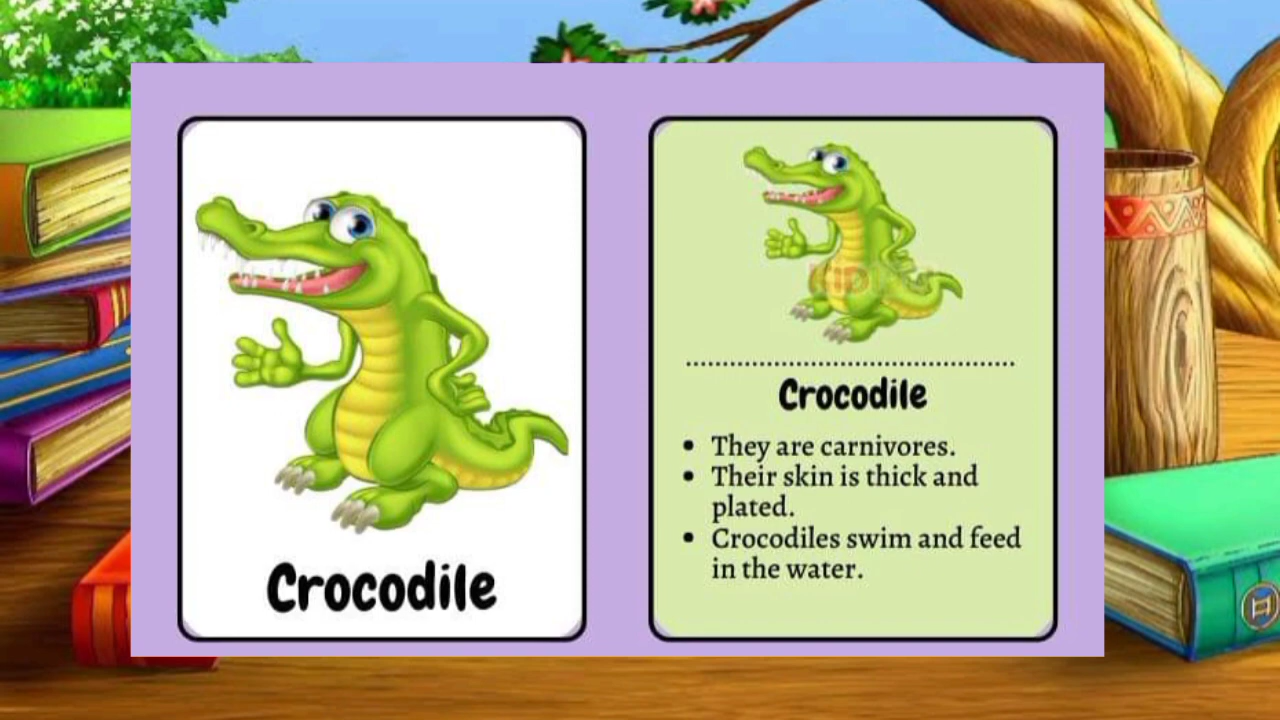 Crocodile
Crocodile
• They are carnivores.
• Their skin is thick and
plated.
• Crocodiles swim and feed
in the water.